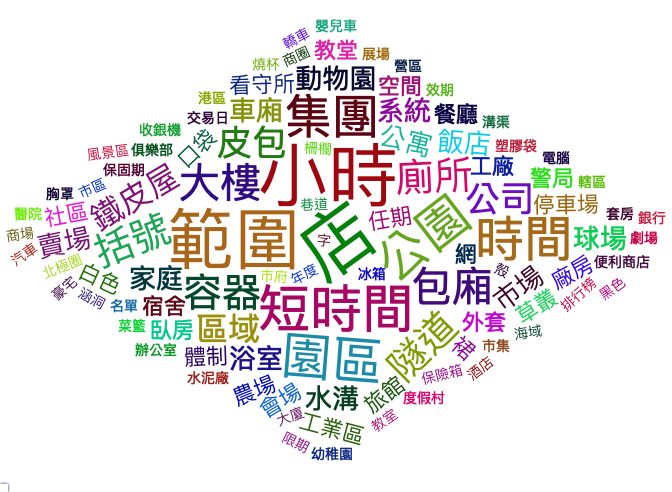 嬰兒車
轎車
教堂
展場
燒杯
商圈
營區
看守所
動物園
空間
效期
港區
車廂
集團
系統
餐廳
溝渠
交易日
收銀機
口袋
皮包
柵欄
公寓
飯店
塑膠袋
風景區
俱樂部
保固期
大樓
小時
廁所
工廠
電腦
警局
轄區
胸罩
市區
鐵皮屋
巷道
任期
公司
停車場
套房
銀行
醫院
社區
範圍
店
字
公園
時間
球場
劇場
商場
賣場
括號
汽車
北極圈
白色
家庭
市府
年度
冰箱
網
殼
市場
廠房
便利商店
豪宅
涵洞
容器
包廂
排行榜
黑色
名單
宿舍
短時間
草叢
菜籃
臥房
區域
隧道
裙
外套
海域
辦公室
體制
浴室
園區
市集
水泥廠
農場
會場
水溝
旅館
保險箱
酒店
度假村
大廈
工業區
教室
限期
幼稚園